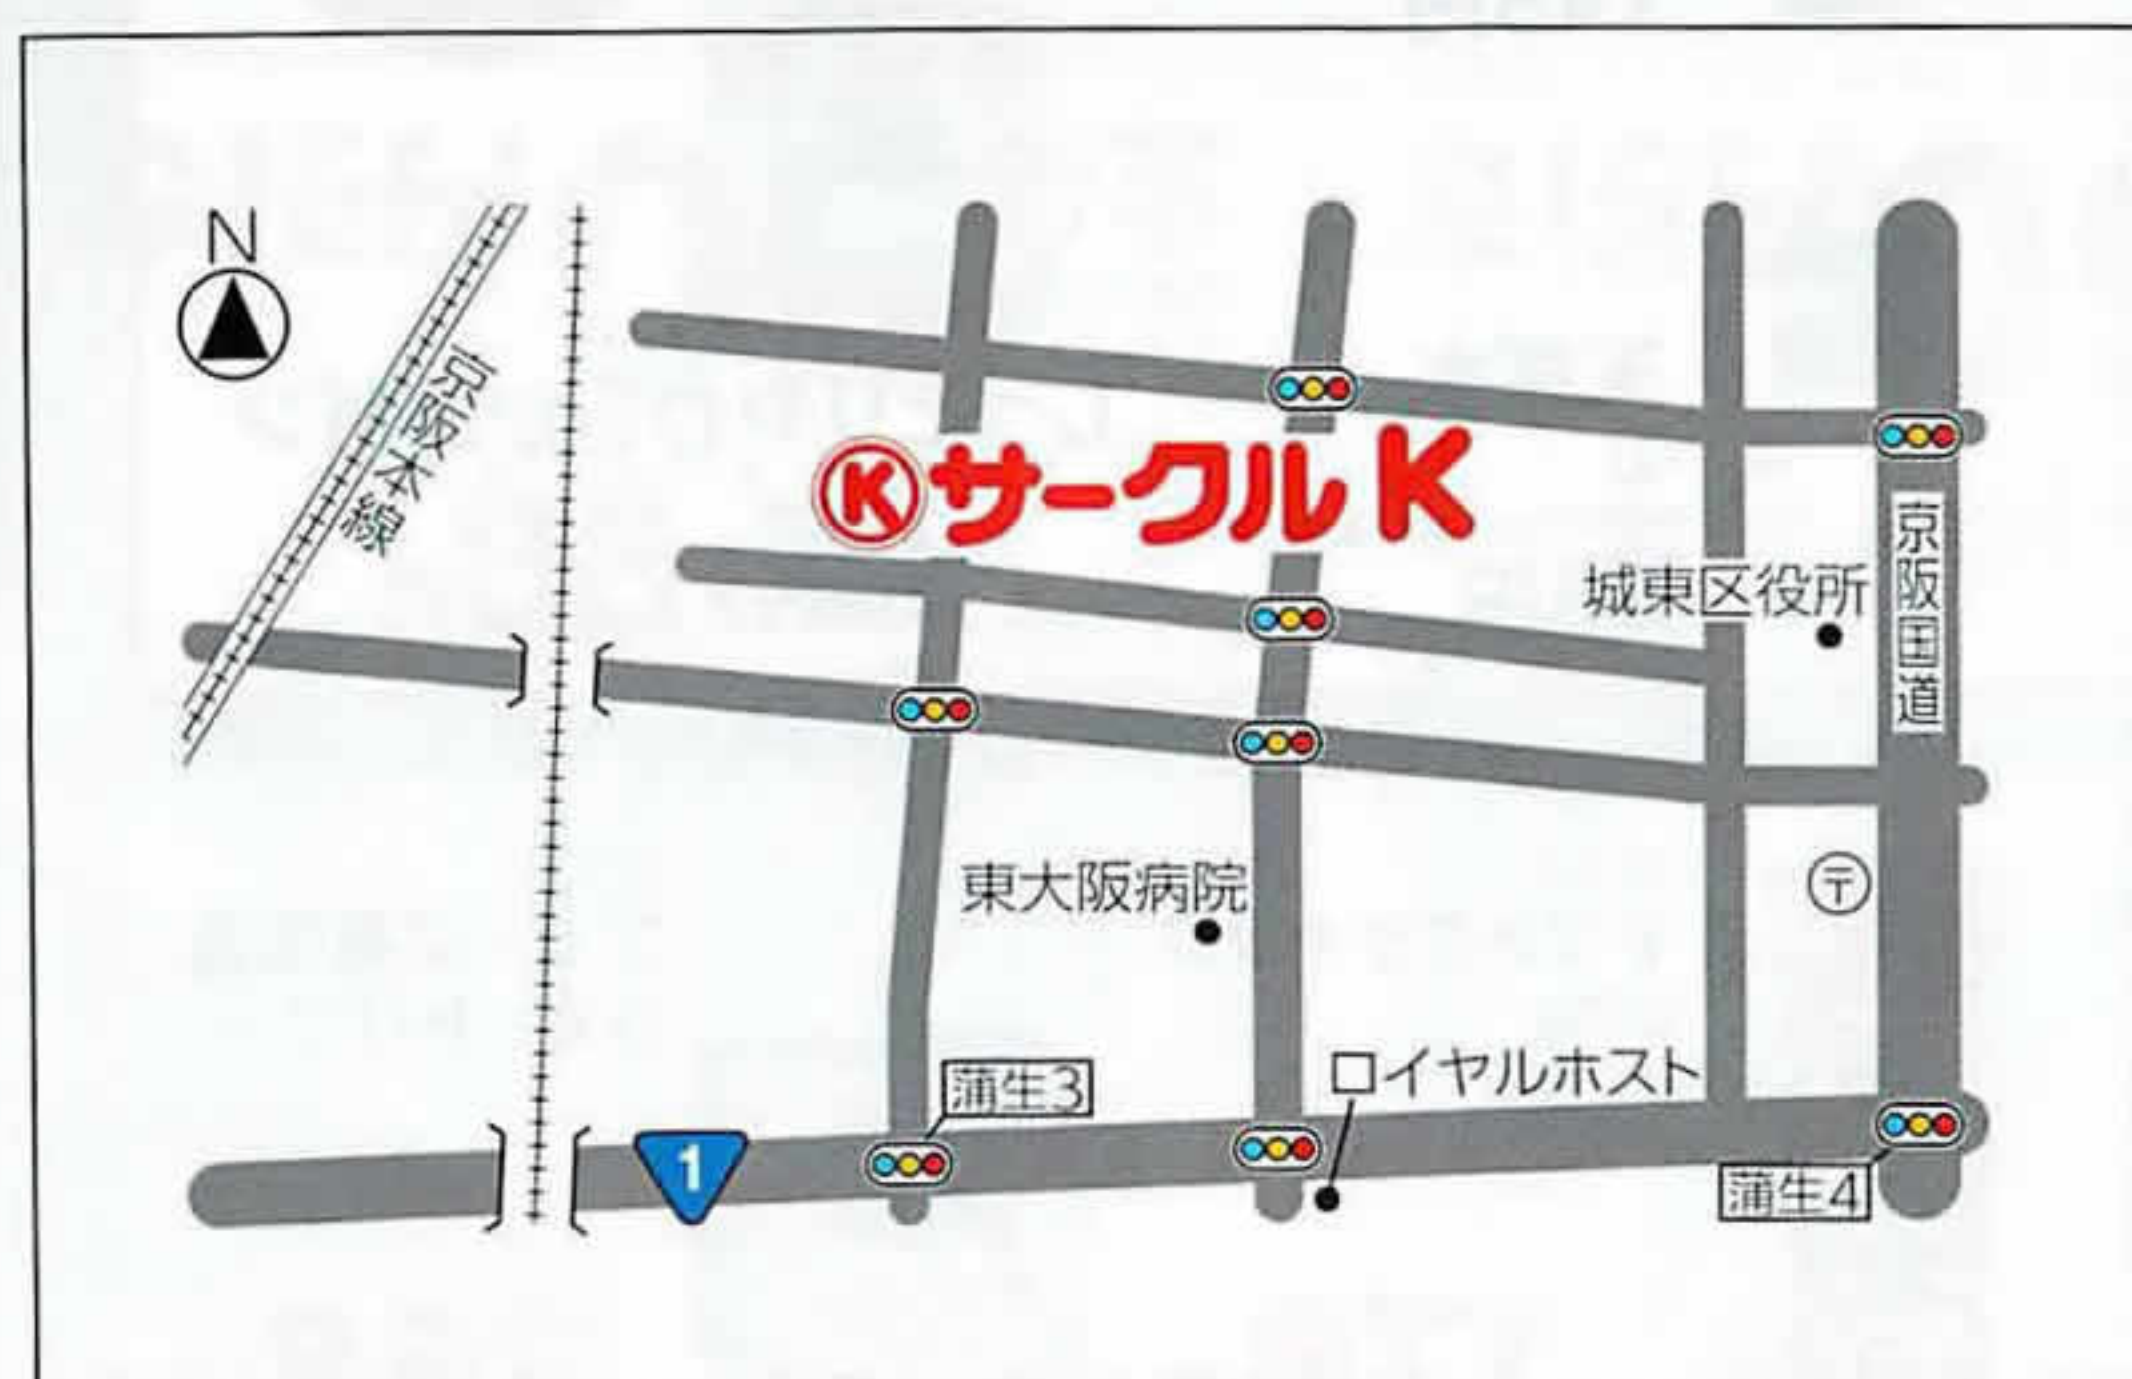 N
京阪本線
Kサークル K
城東区役所
京阪国道
東大阪病院
〒
蒲生3
ロイヤルホスト
1
蒲生4